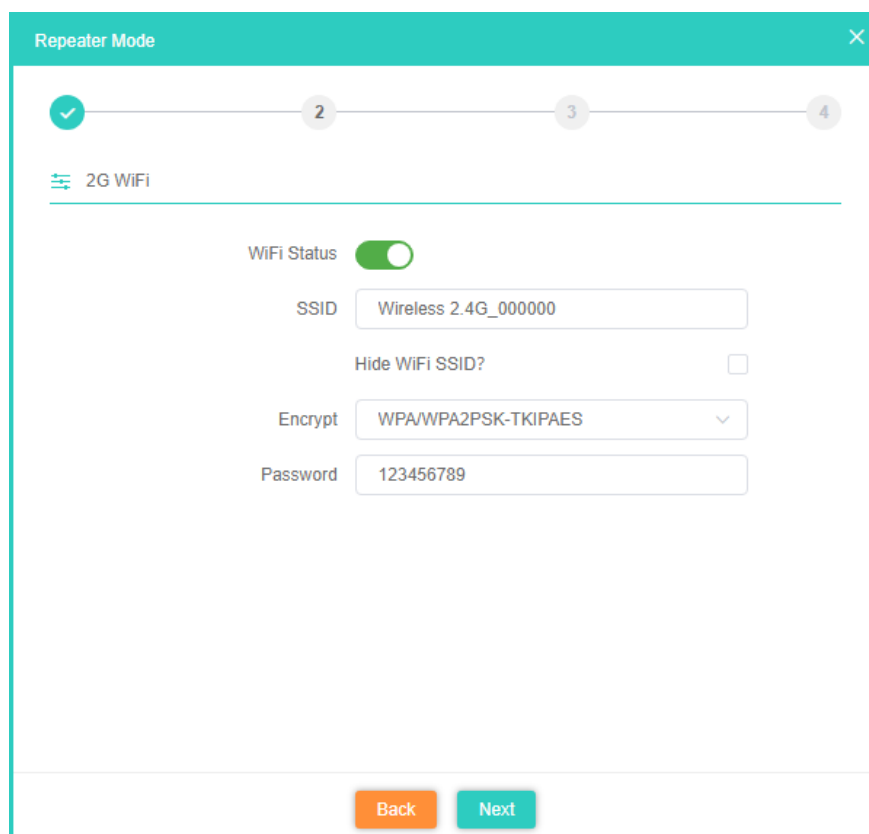 Repeater Mode
2 3 4
2G WiFi
WiFi Status
SSID Wireless 2.4G_000000
Hide WiFi SSID?
Encrypt WPA/WPA2PSK-TKIPAES
Password 123456789
Back Next